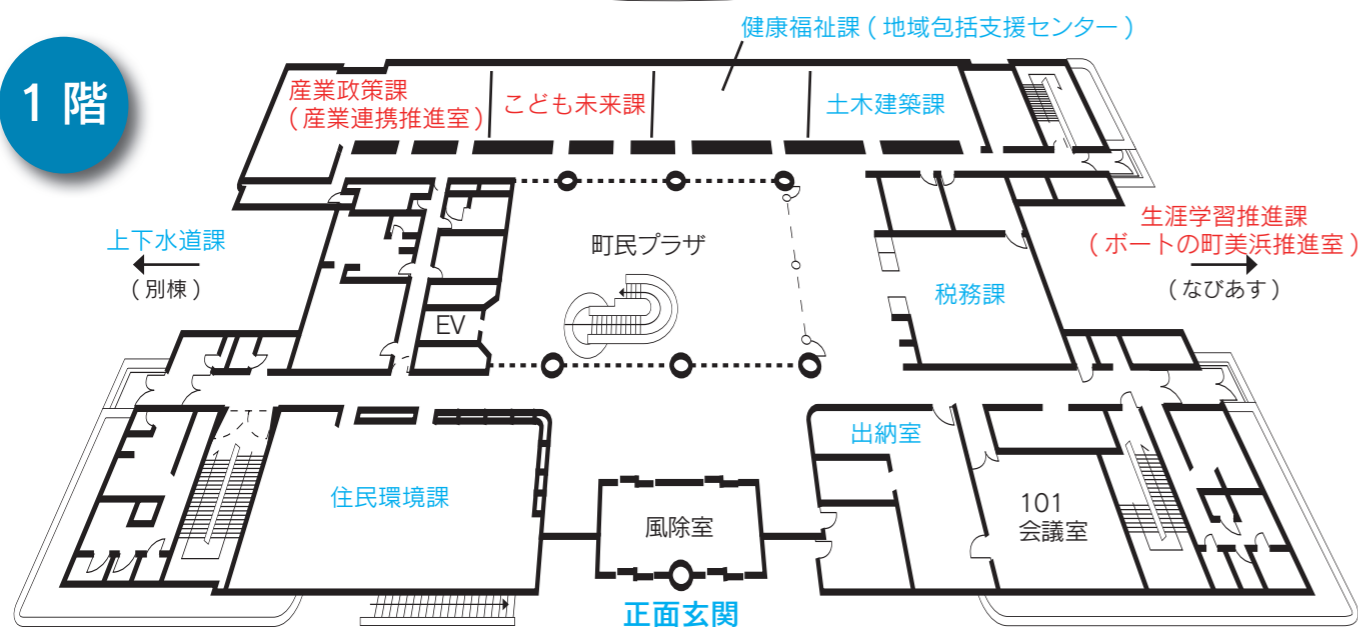 1 階
健康福祉課 ( 地域包括支援センター )
産業政策課
( 産業連携推進室 )
こども未来課
土木建築課
上下水道課
( 別棟 )
町民プラザ
EV
税務課
生涯学習推進課
( ボートの町美浜推進室 )
( なびあす )
住民環境課
風除室
出納室
101
会議室
正面玄関